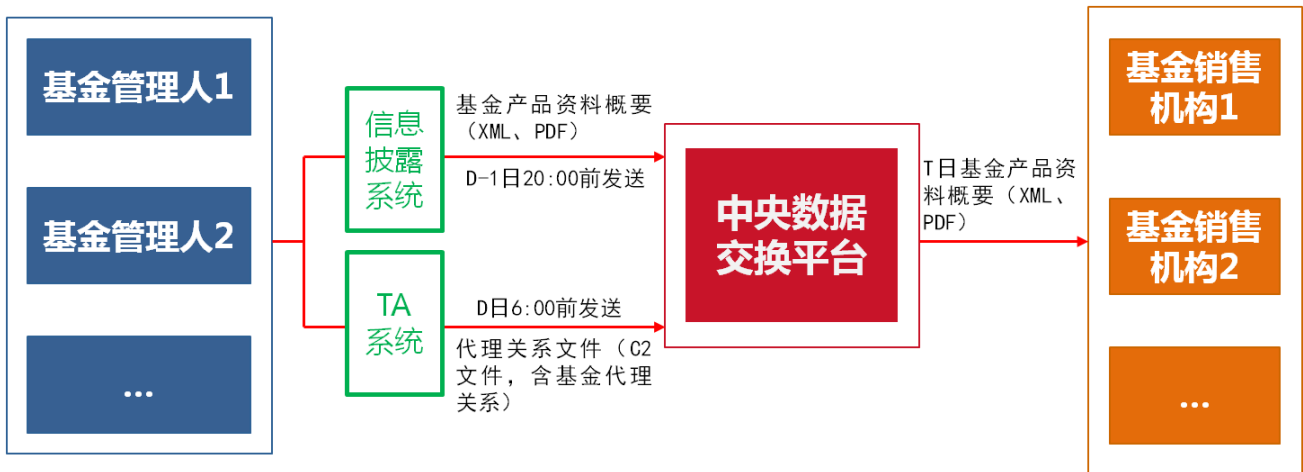 基金管理人1
基金管理人2
…
信息
披露
系统
TA
系统
基金产品资料概要
（XML、PDF）
D-1日20:00前发送
D日6:00前发送
代理关系文件（C2
文件，含基金代理
关系）
中央数据
交换平台
T日基金产品资
料概要（XML、
PDF）
基金销售
机构1
基金销售
机构2
…